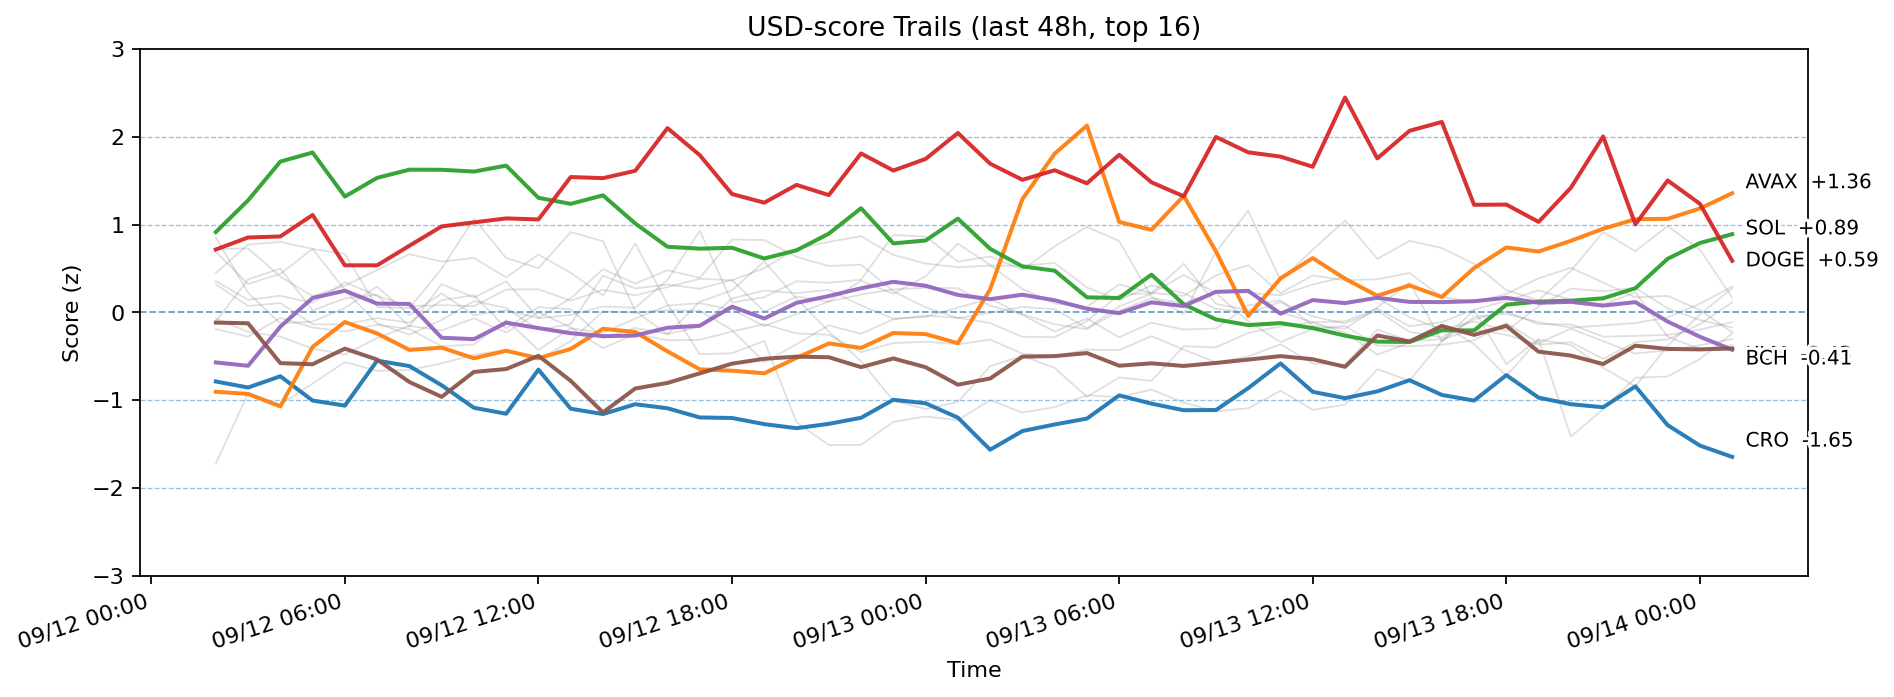 USD-score Trails (last 48h, top 16)
Score (z)
3
2
1
0
−1
−2
−3
AVAX +1.36
SOL +0.89
DOGE +0.59
BCH -0.41
CRO -1.65
09/12 00:00
09/12 06:00
09/12 12:00
09/12 18:00
09/13 00:00
09/13 06:00
09/13 12:00
09/13 18:00
09/14 00:00
Time